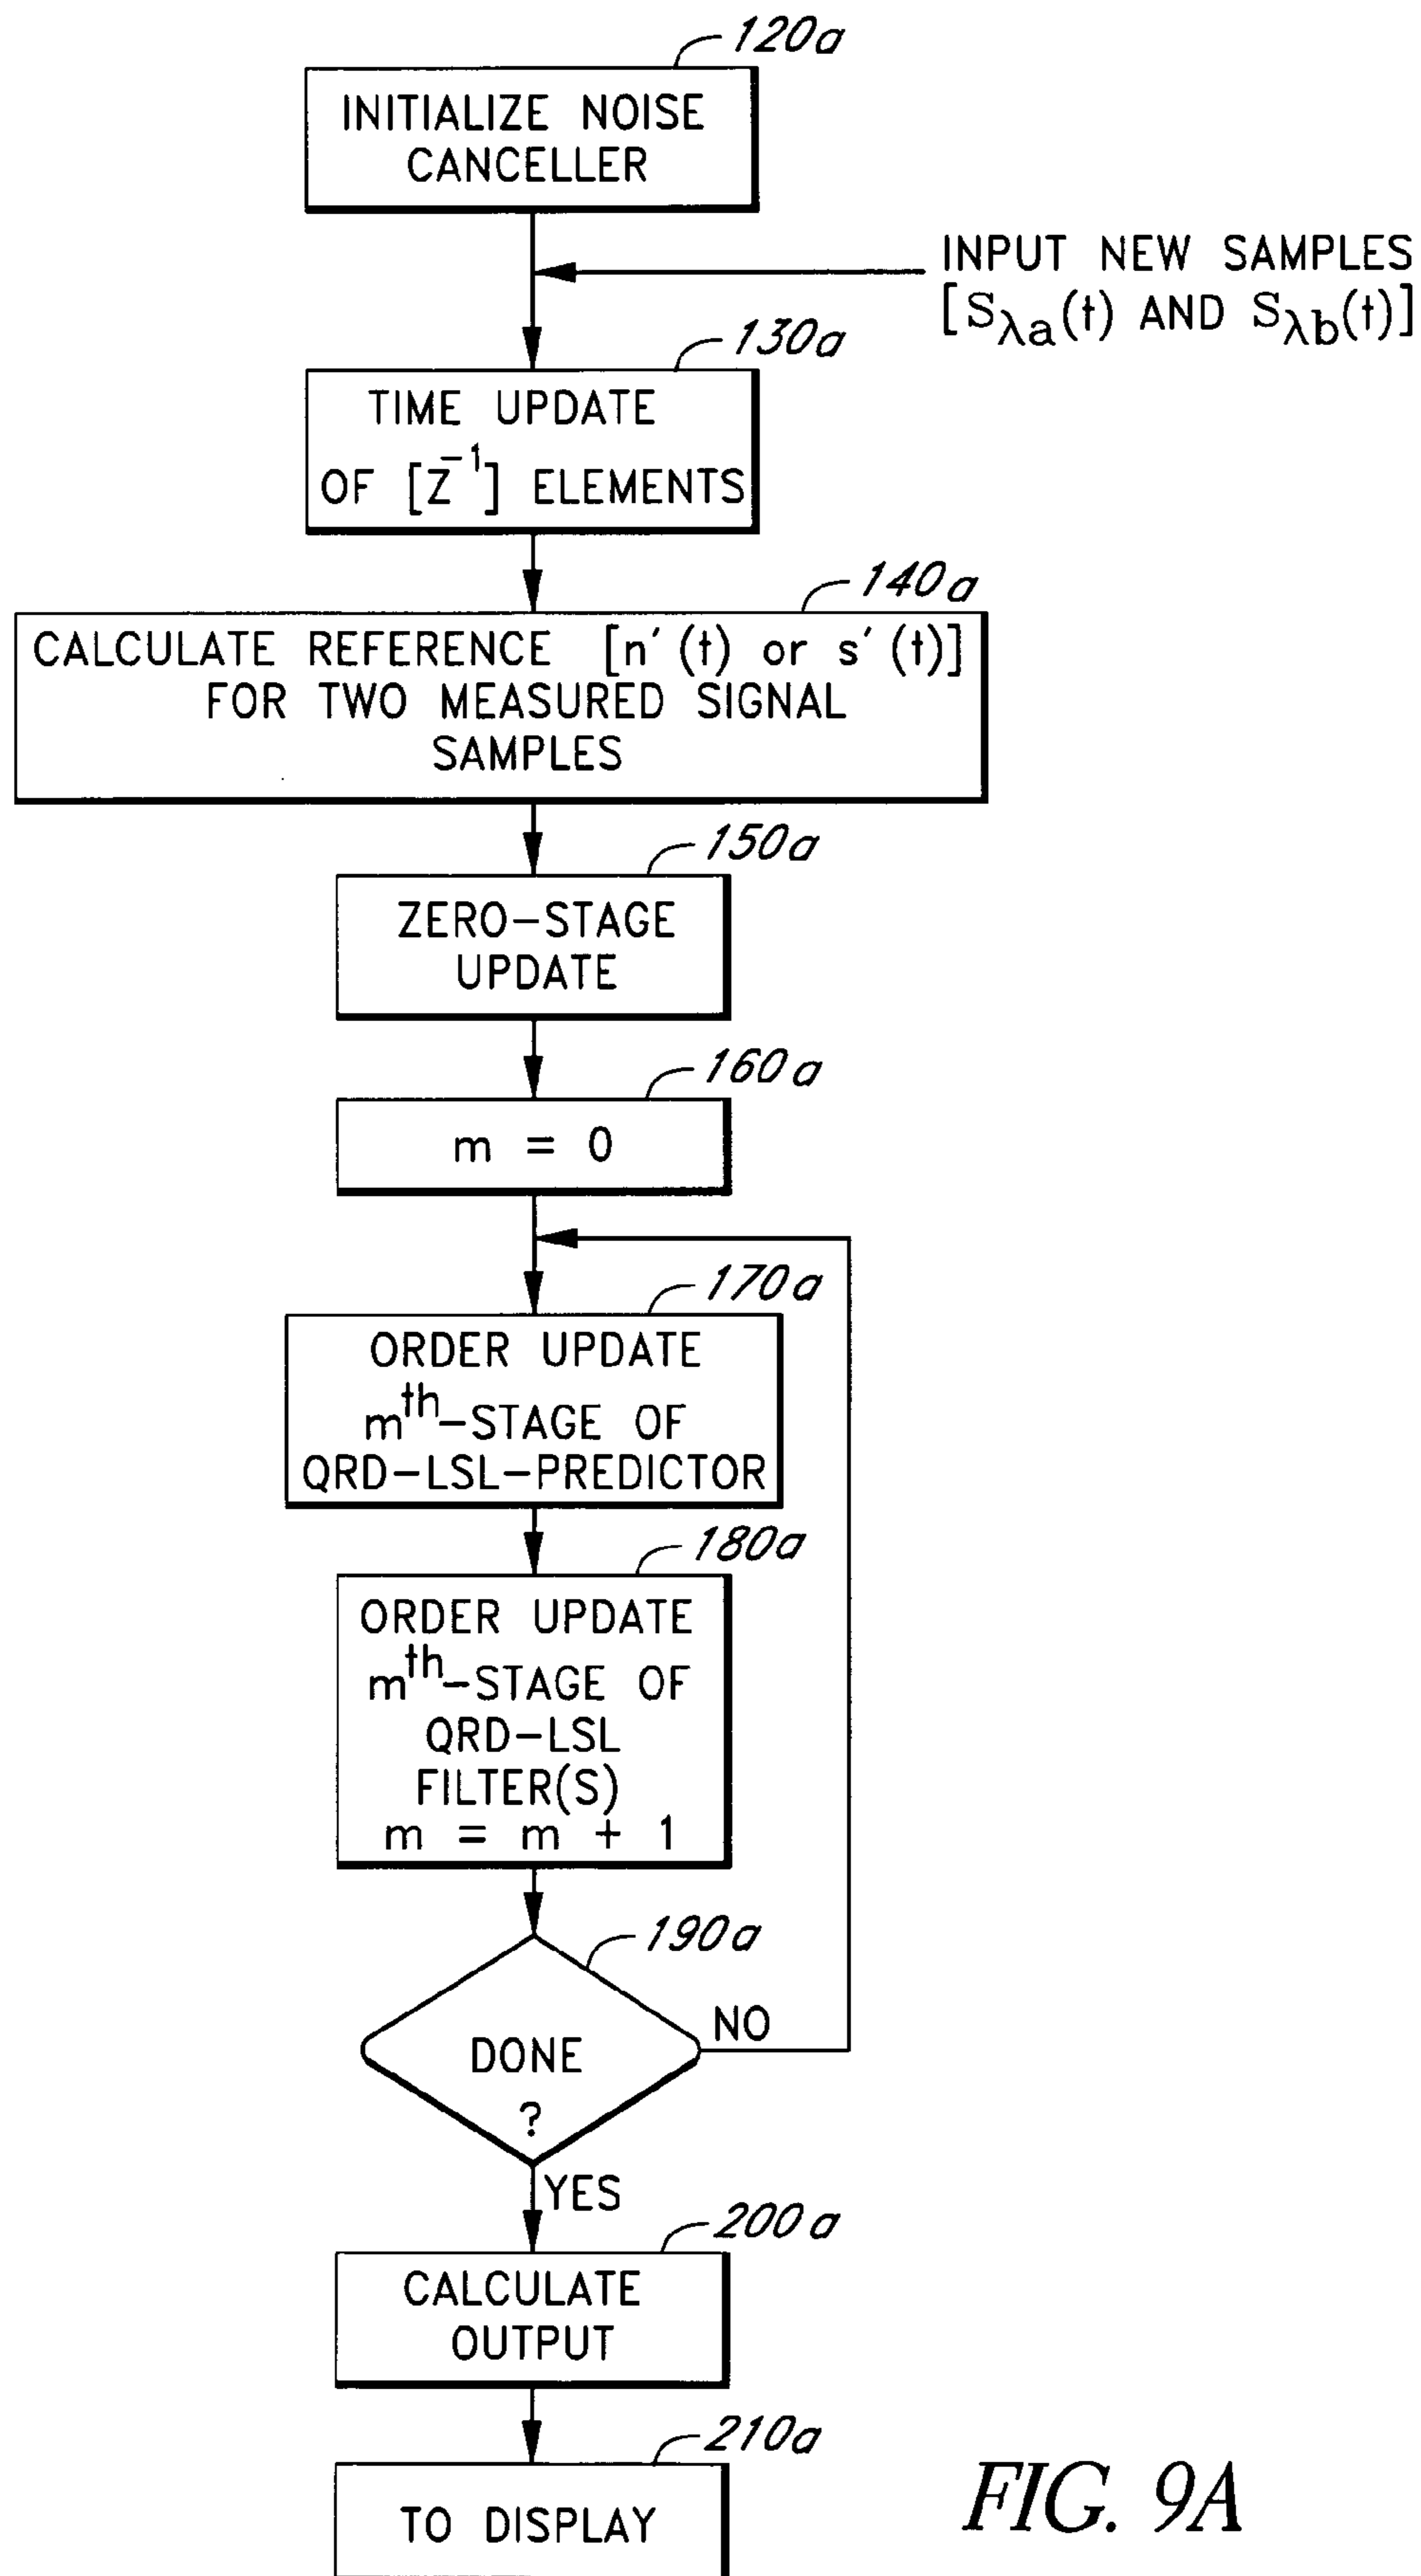 120a
INITIALIZE NOISE
CANCELLER
INPUT NEW SAMPLES
[Sλa(t) AND Sλb(t)]
130a
TIME UPDATE
OF [Z⁻¹] ELEMENTS
140a
CALCULATE REFERENCE [n′(t) or s′(t)]
FOR TWO MEASURED SIGNAL
SAMPLES
150a
ZERO-STAGE
UPDATE
160a
m = 0
170a
ORDER UPDATE
mth-STAGE OF
QRD-LSL-PREDICTOR
180a
ORDER UPDATE
mth-STAGE OF
QRD-LSL
FILTER(S)
m = m + 1
190a
NO
DONE
?
YES
200a
CALCULATE
OUTPUT
210a
TO DISPLAY
FIG. 9A